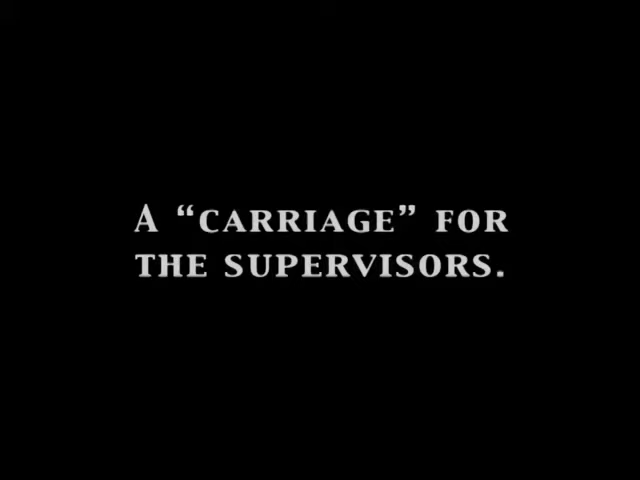 A “CARRIAGE” FOR
THE SUPERVISORS.